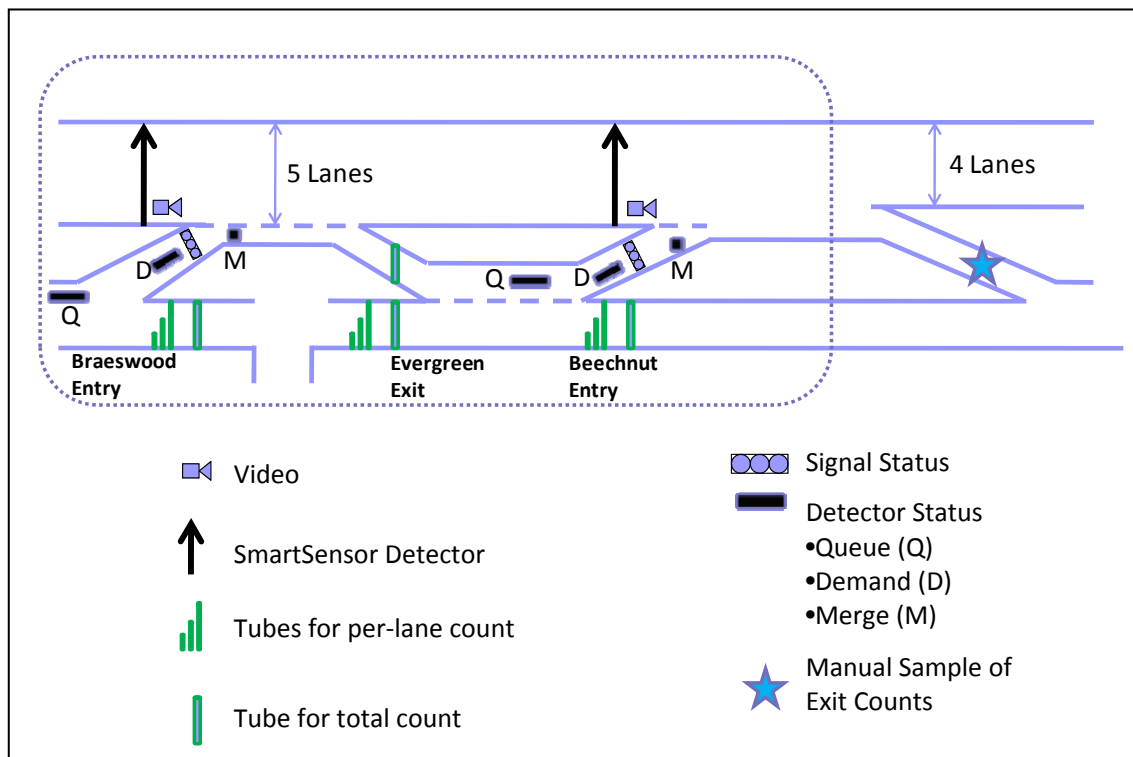 5 Lanes
4 Lanes
D
M
Q
Q
D
M
Braeswood
Entry
Evergreen
Exit
Beechnut
Entry
Video
SmartSensor Detector
Tubes for per-lane count
Tube for total count
Signal Status
Detector Status
•Queue (Q)
•Demand (D)
•Merge (M)
Manual Sample of
Exit Counts